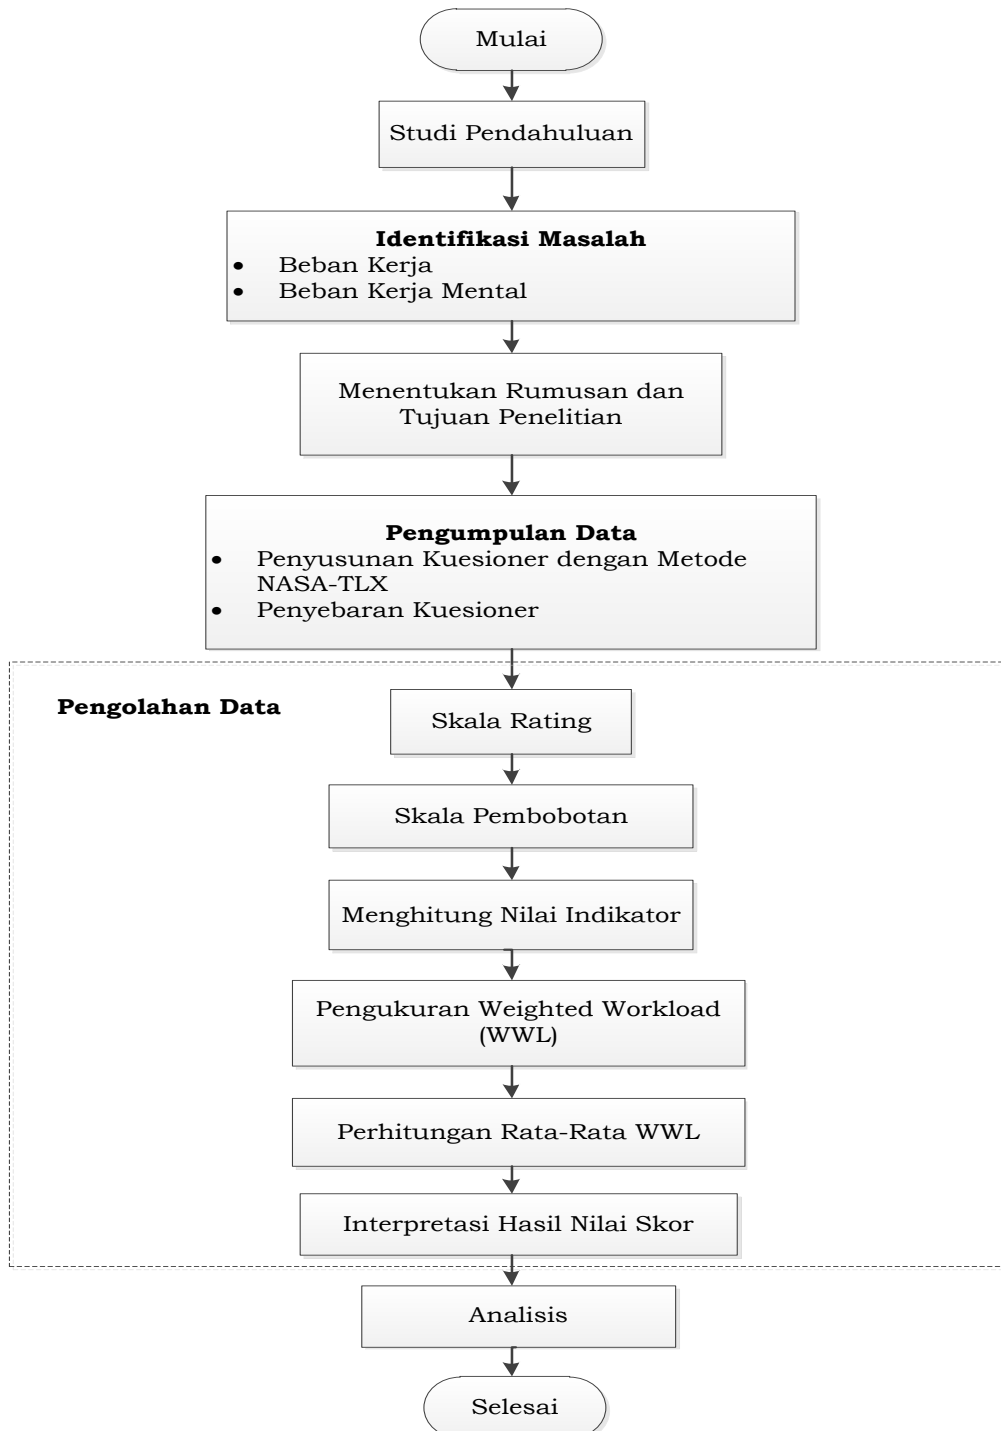 Mulai
Studi Pendahuluan
Identifikasi Masalah
• Beban Kerja
• Beban Kerja Mental
Menentukan Rumusan dan
Tujuan Penelitian
Pengumpulan Data
• Penyusunan Kuesioner dengan Metode
NASA-TLX
• Penyebaran Kuesioner
Pengolahan Data
Skala Rating
Skala Pembobotan
Menghitung Nilai Indikator
Pengukuran Weighted Workload
(WWL)
Perhitungan Rata-Rata WWL
Interpretasi Hasil Nilai Skor
Analisis
Selesai